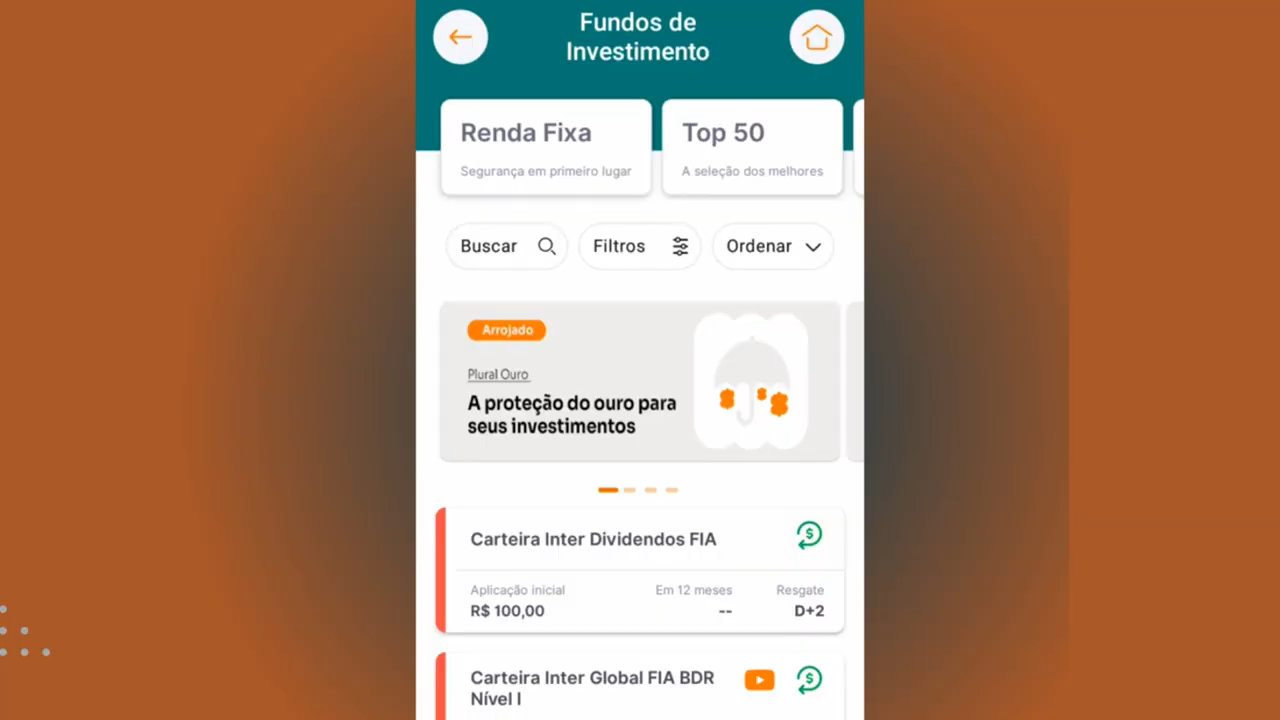 Fundos de
Investimento
Renda Fixa
Segurança em primeiro lugar
Top 50
A seleção dos melhores
Buscar
Filtros
Ordenar
Arrojado
Plural Ouro
A proteção do ouro para
seus investimentos
Carteira Inter Dividendos FIA
Aplicação inicial
Em 12 meses
Resgate
R$ 100,00
--
D+2
Carteira Inter Global FIA BDR
Nível I